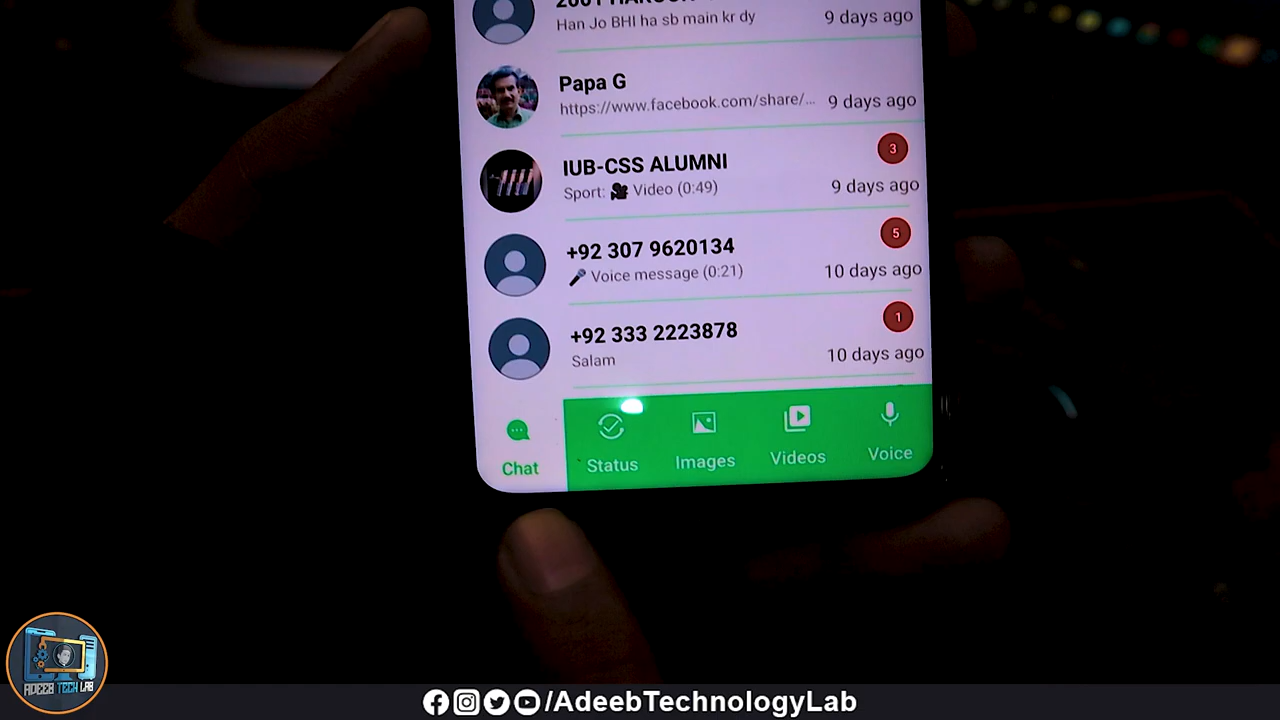 Han Jo BHI ha sb main kr dy
9 days ago
Papa G
https://www.facebook.com/share/...
9 days ago
3
IUB-CSS ALUMNI
Sport: 🎥 Video (0:49)
9 days ago
5
+92 307 9620134
🎤 Voice message (0:21)
10 days ago
1
+92 333 2223878
Salam
10 days ago
Chat
Status
Images
Videos
Voice
ADEEB TECH LAB
/AdeebTechnologyLab